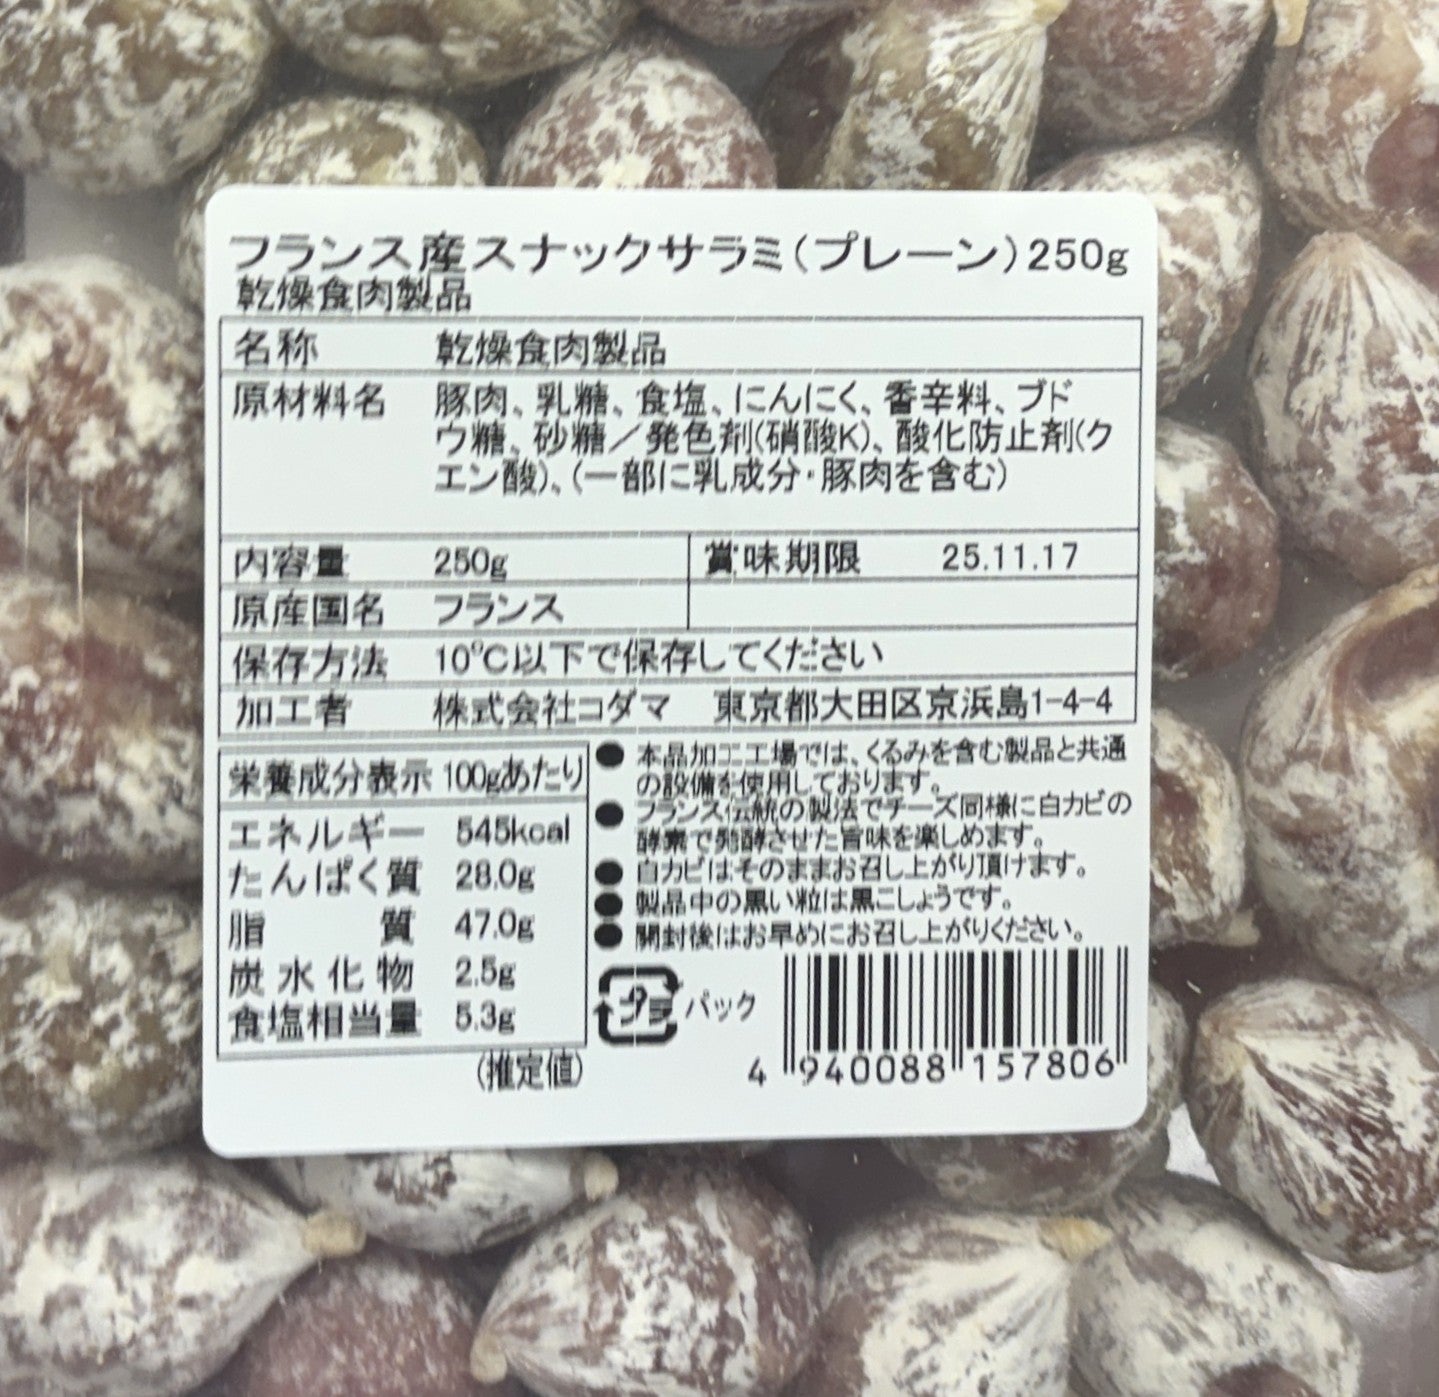 フランス産スナックサラミ(プレーン)250g
乾燥食肉製品
名称 乾燥食肉製品
原材料名 豚肉、乳糖、食塩、にんにく、香辛料、ブド
ウ糖、砂糖／発色剤(硝酸K)、酸化防止剤(ク
エン酸)、(一部に乳成分・豚肉を含む)
内容量 250g 賞味期限 25.11.17
原産国名 フランス
保存方法 10℃以下で保存してください
加工者 株式会社コダマ 東京都大田区京浜島1-4-4
栄養成分表示 100gあたり
エネルギー 545kcal
たんぱく質 28.0g
脂質 47.0g
炭水化物 2.5g
食塩相当量 5.3g
(推定値)
● 本品加工工場では、くるみを含む製品と共通
の設備を使用しております。
● フランス伝統の製法でチーズ同様に白カビの
酵素で発酵させた旨味を楽しめます。
● 白カビはそのままお召し上がり頂けます。
● 製品中の黒い粒は黒こしょうです。
● 開封後はお早めにお召し上がりください。
プラ パック
4 940088 157806